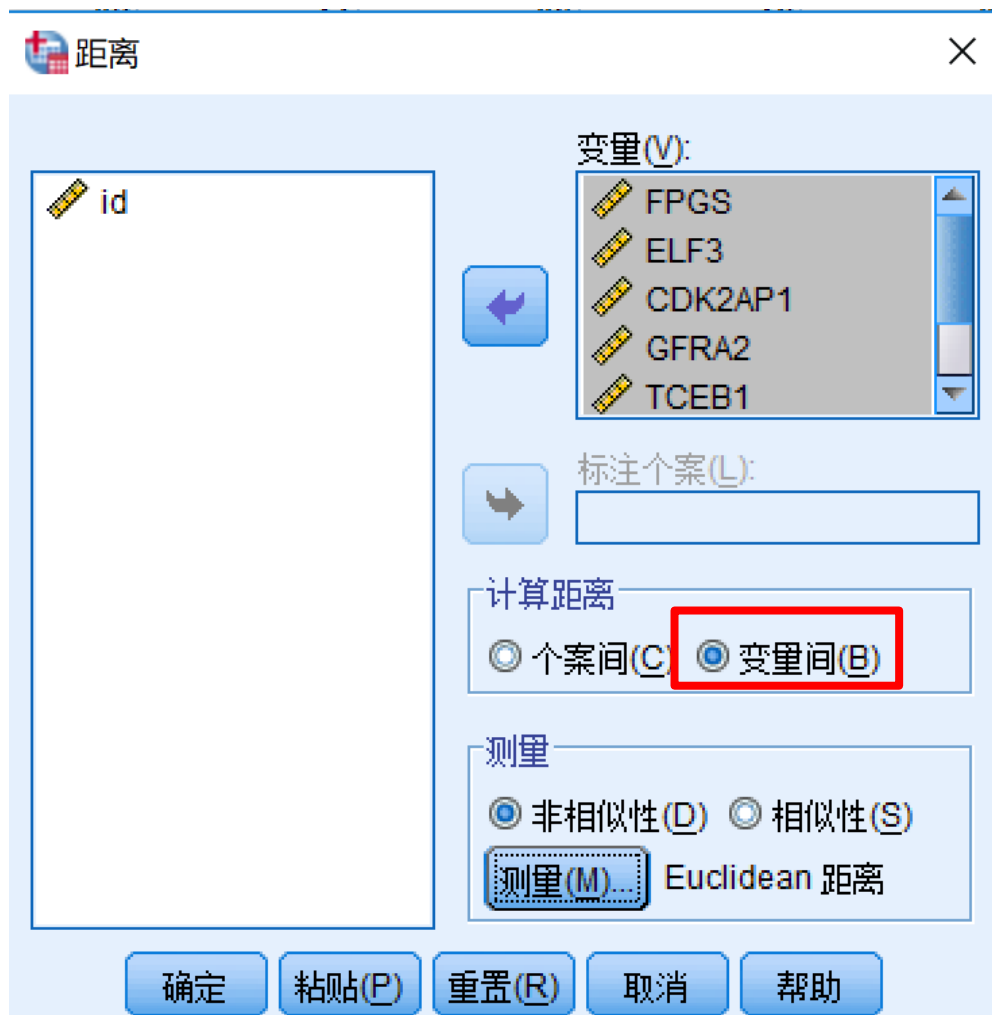 距离
变量(V):
id
FPGS
ELF3
CDK2AP1
GFRA2
TCEB1
标注个案(L):
计算距离
个案间(C) 变量间(B)
测量
非相似性(D) 相似性(S)
测量(M)... Euclidean 距离
确定 粘贴(P) 重置(R) 取消 帮助